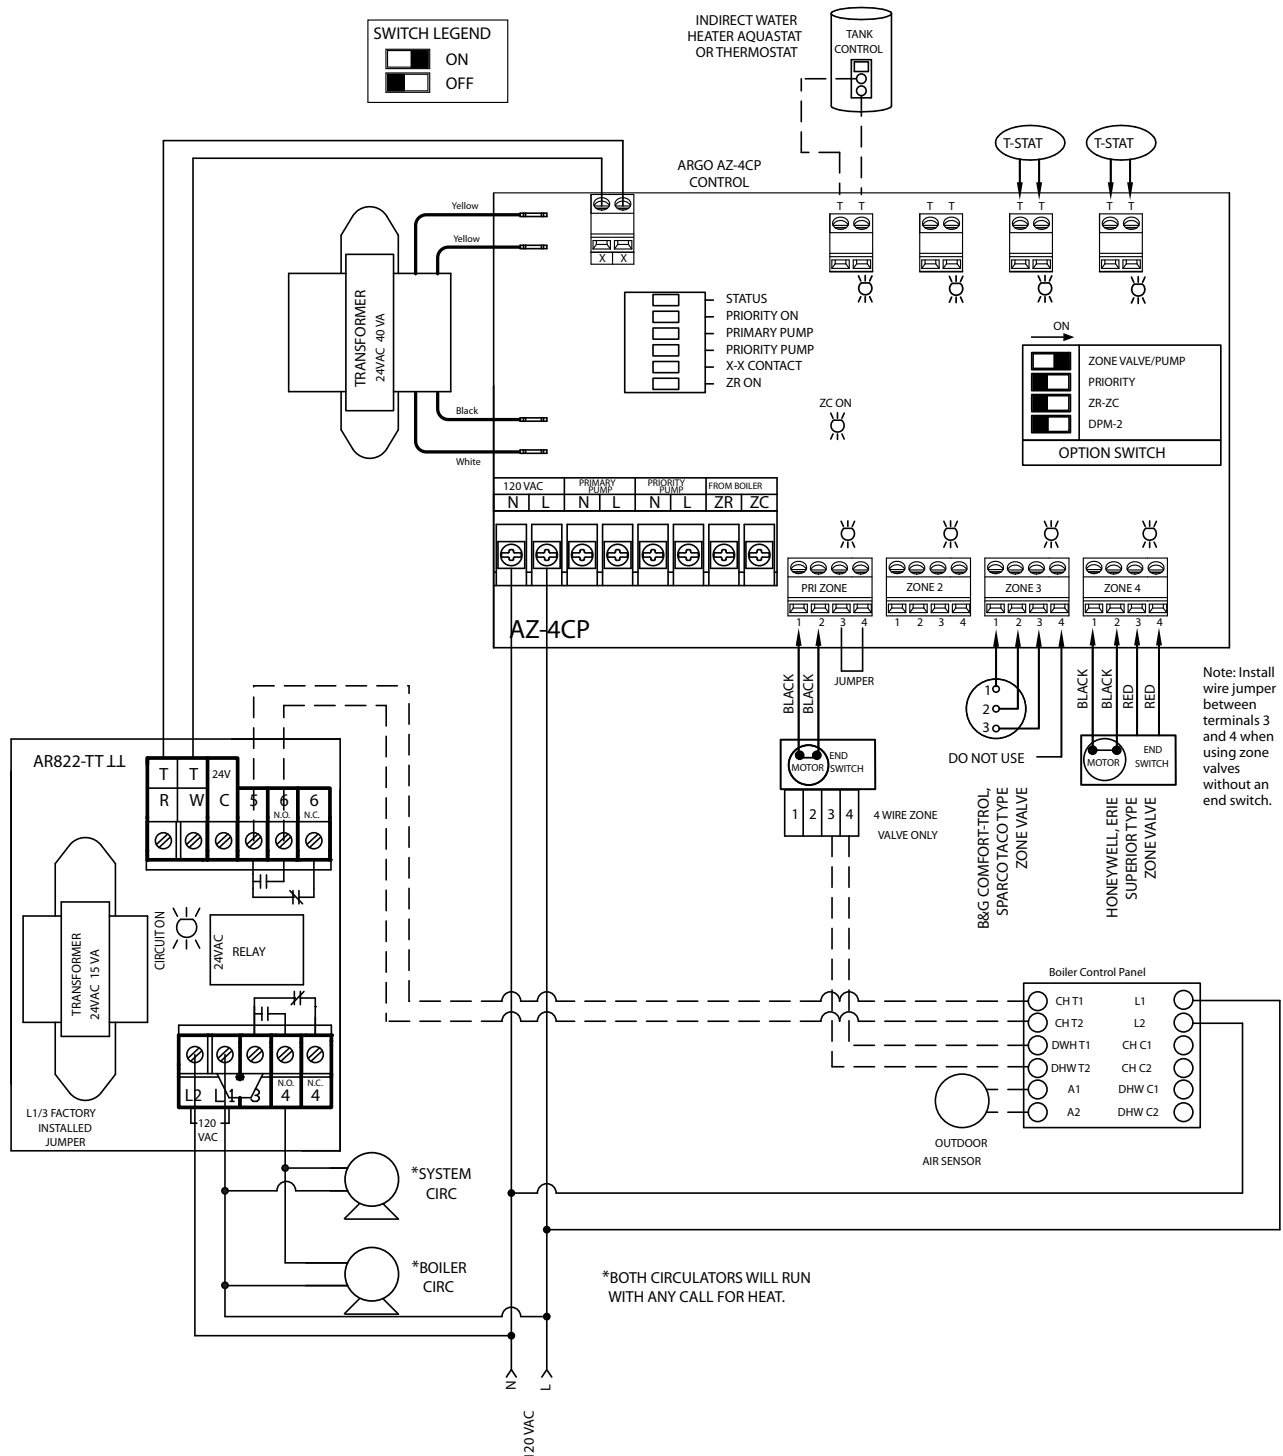 SWITCH LEGEND
ON
OFF
INDIRECT WATER
HEATER AQUASTAT
OR THERMOSTAT
TANK
CONTROL
T-STAT
T-STAT
ARGO AZ-4CP
CONTROL
T T
T T
T T
T T
Yellow
Yellow
X X
TRANSFORMER
24VAC 40 VA
Black
White
STATUS
PRIORITY ON
PRIMARY PUMP
PRIORITY PUMP
X-X CONTACT
ZR ON
ZC ON
ON
ZONE VALVE/PUMP
PRIORITY
ZR-ZC
DPM-2
OPTION SWITCH
120 VAC
PRIMARY
PUMP
PRIORITY
PUMP
FROM BOILER
N L N L N L ZR ZC
PRI ZONE
ZONE 2
ZONE 3
ZONE 4
1 2 3 4
1 2 3 4
1 2 3 4
1 2 3 4
AZ-4CP
BLACK
BLACK
JUMPER
1
2
3
DO NOT USE
BLACK
BLACK
RED
RED
MOTOR
END
SWITCH
1 2 3 4
4 WIRE ZONE
VALVE ONLY
MOTOR
END
SWITCH
B&G COMFORT-TROL,
SPARCO TACO TYPE
ZONE VALVE
HONEYWELL, ERIE
SUPERIOR TYPE
ZONE VALVE
Note: Install
wire jumper
between
terminals 3
and 4 when
using zone
valves
without an
end switch.
AR822-TT
T T 24V
R W C 5 6 6
N.O. N.C.
TRANSFORMER
24VAC 15 VA
CIRCUIT ON
24VAC
RELAY
N.O. N.C.
L2 L1 3 4 4
120
VAC
L1/3 FACTORY
INSTALLED
JUMPER
*SYSTEM
CIRC
*BOILER
CIRC
Boiler Control Panel
CH T1 L1
CH T2 L2
DWH T1 CH C1
DHW T2 CH C2
A1 DHW C1
A2 DHW C2
OUTDOOR
AIR SENSOR
*BOTH CIRCULATORS WILL RUN
WITH ANY CALL FOR HEAT.
N
L
120 VAC